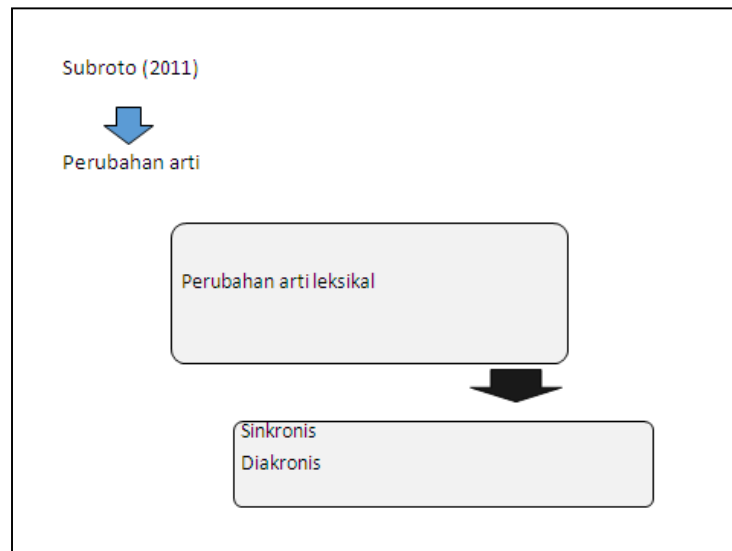 Subroto (2011)
Perubahan arti
Perubahan arti leksikal
Sinkronis
Diakronis